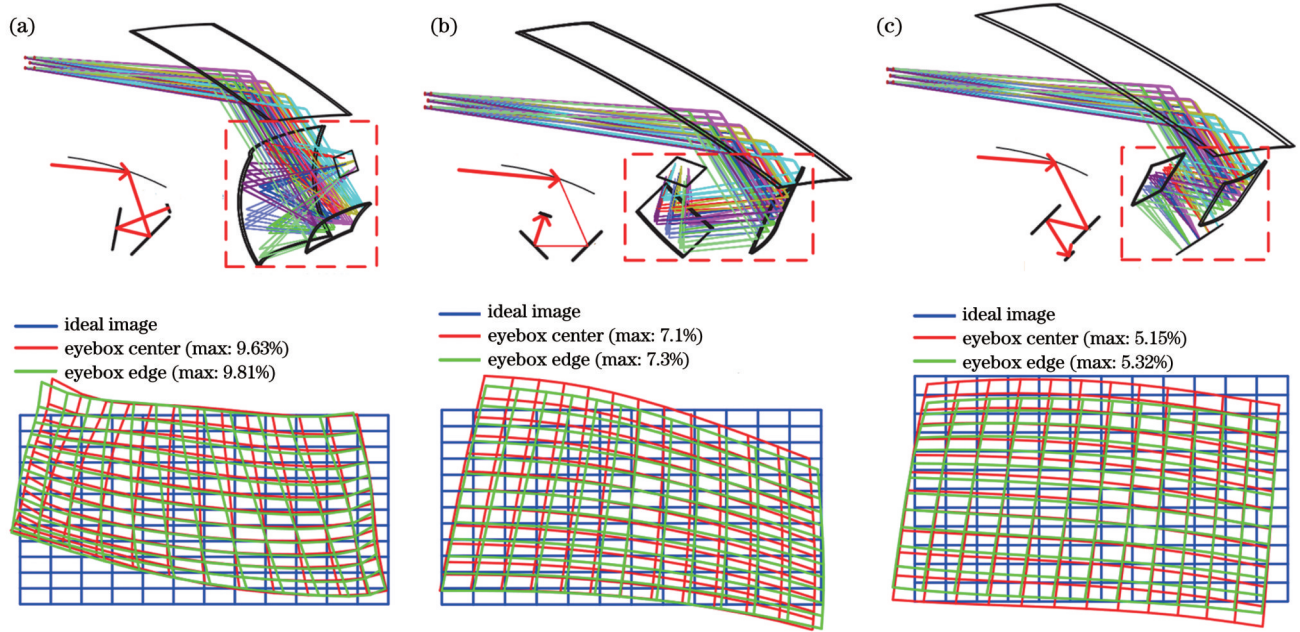 (a)
(b)
(c)
ideal image
eyebox center (max: 9.63%)
eyebox edge (max: 9.81%)
ideal image
eyebox center (max: 7.1%)
eyebox edge (max: 7.3%)
ideal image
eyebox center (max: 5.15%)
eyebox edge (max: 5.32%)